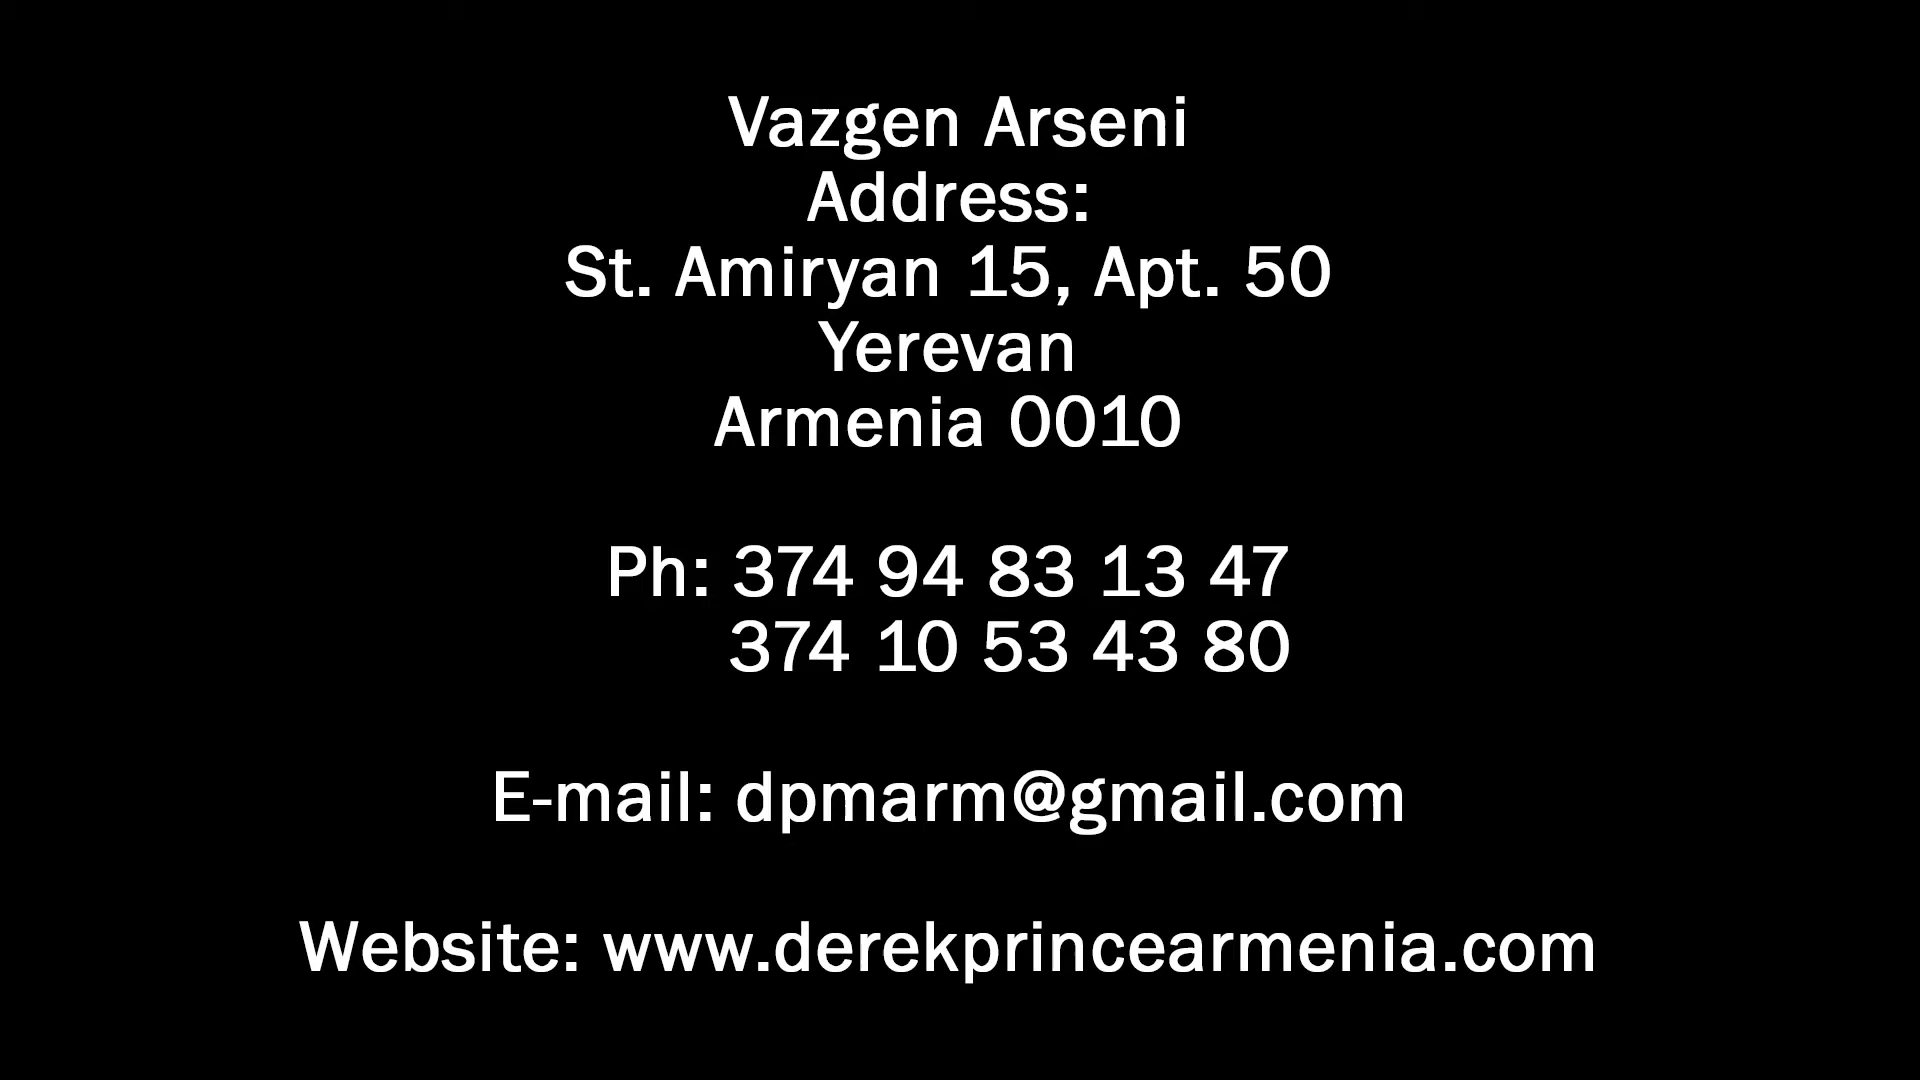 Vazgen Arseni
Address:
St. Amiryan 15, Apt. 50
Yerevan
Armenia 0010
Ph: 374 94 83 13 47
374 10 53 43 80
E-mail: dpmarm@gmail.com
Website: www.derekprincearmenia.com